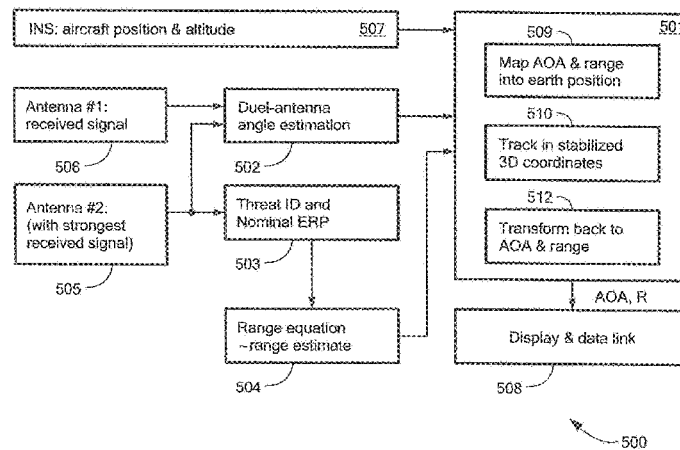 INS: aircraft position & altitude 507
501
509
Map AOA & range
into earth position
510
Track in stabilized
3D coordinates
512
Transform back to
AOA & range
Antenna #1:
received signal
506
Duel-antenna
angle estimation
502
Antenna #2:
(with strongest
received signal)
505
Threat ID and
Nominal ERP
503
Range equation
~range estimate
504
AOA, R
Display & data link
508
500